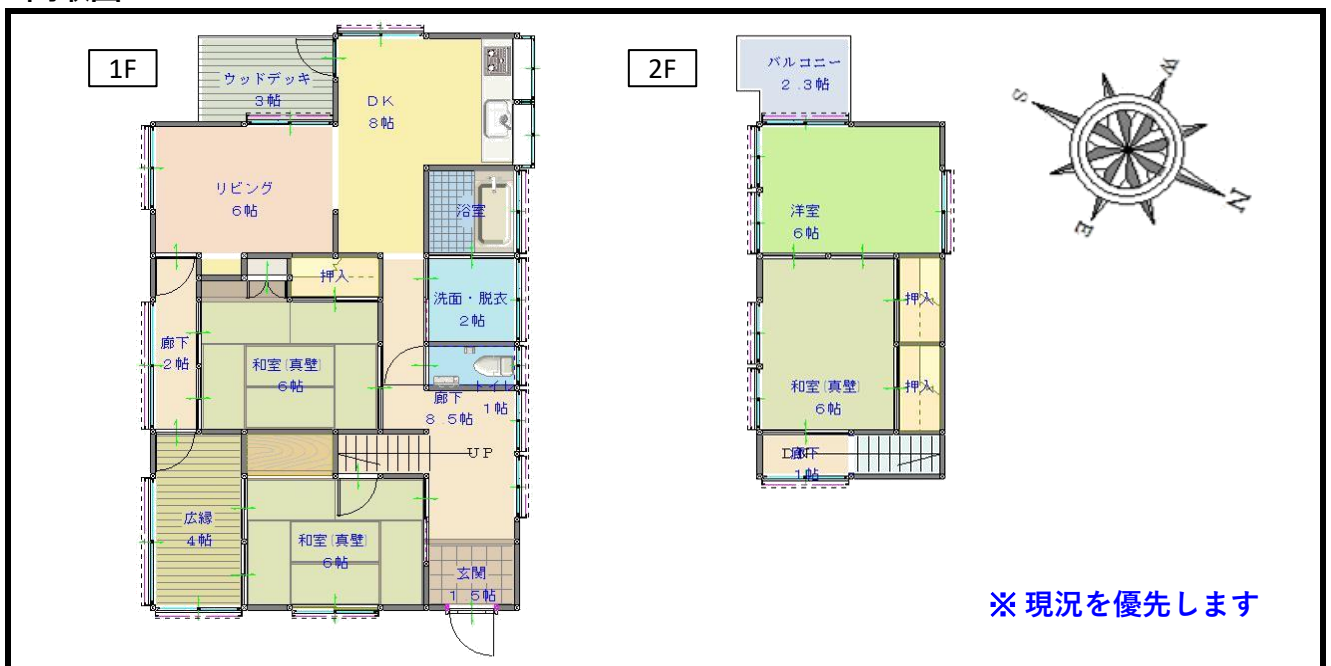 1F
ウッドデッキ
3帖
DK
8帖
リビング
6帖
浴室
押入
洗面・脱衣
2帖
廊下
2帖
和室(真壁)
6帖
トイレ
1帖
廊下
8.5帖
UP
広縁
4帖
和室(真壁)
6帖
玄関
1.5帖
2F
バルコニー
2.3帖
洋室
6帖
押入
和室(真壁)
6帖
押入
廊下
1帖
S
W
E
N
※ 現況を優先します